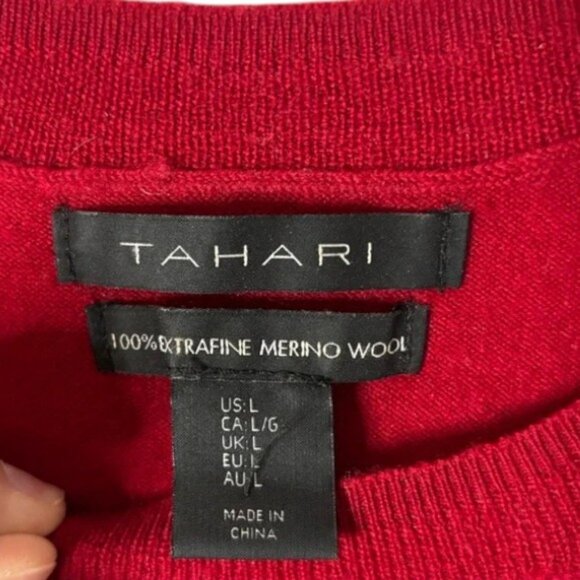 TAHARI
100% EXTRAFINE MERINO WOOL
US:L
CA:L/G
UK:L
EU:L
AU:L
MADE IN
CHINA